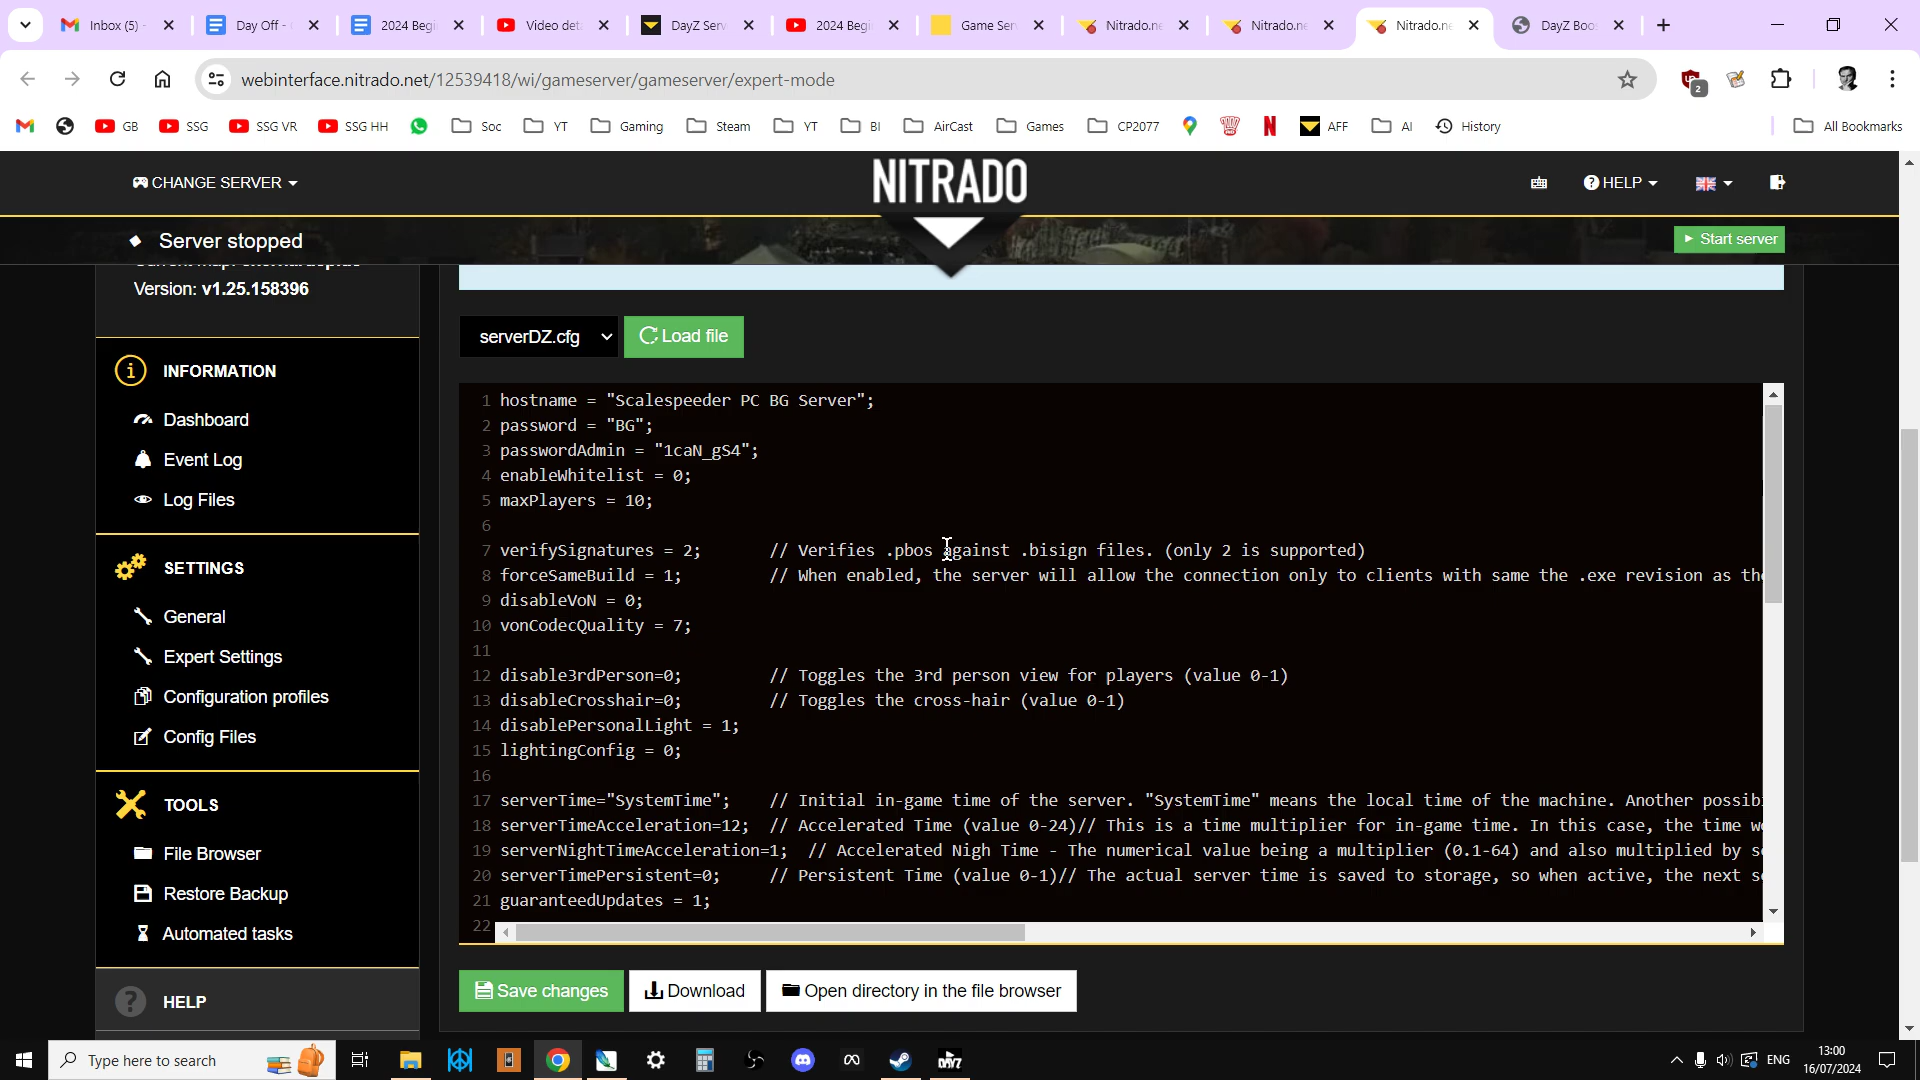 Inbox (5)
Day Off -
2024 Begi
Video det
DayZ Serv
2024 Begi
Game Ser
Nitrado.ne
Nitrado.ne
Nitrado.ne
DayZ Boo
webinterface.nitrado.net/12539418/wi/gameserver/gameserver/expert-mode
2
GB
SSG
SSG VR
SSG HH
Soc
YT
Gaming
Steam
YT
BI
AirCast
Games
CP2077
AFF
AI
History
All Bookmarks
CHANGE SERVER
NITRADO
HELP
Server stopped
Start server
Version: v1.25.158396
INFORMATION
Dashboard
Event Log
Log Files
SETTINGS
General
Expert Settings
Configuration profiles
Config Files
TOOLS
File Browser
Restore Backup
Automated tasks
HELP
serverDZ.cfg
Load file
1 hostname = "Scalespeeder PC BG Server";
2 password = "BG";
3 passwordAdmin = "1caN_gS4";
4 enableWhitelist = 0;
5 maxPlayers = 10;
6
7 verifySignatures = 2; // Verifies .pbos against .bisign files. (only 2 is supported)
8 forceSameBuild = 1; // When enabled, the server will allow the connection only to clients with same the .exe revision as the
9 disableVoN = 0;
10 vonCodecQuality = 7;
11
12 disable3rdPerson=0; // Toggles the 3rd person view for players (value 0-1)
13 disableCrosshair=0; // Toggles the cross-hair (value 0-1)
14 disablePersonalLight = 1;
15 lightingConfig = 0;
16
17 serverTime="SystemTime"; // Initial in-game time of the server. "SystemTime" means the local time of the machine. Another possib
18 serverTimeAcceleration=12; // Accelerated Time (value 0-24)// This is a time multiplier for in-game time. In this case, the time w
19 serverNightTimeAcceleration=1; // Accelerated Nigh Time - The numerical value being a multiplier (0.1-64) and also multiplied by s
20 serverTimePersistent=0; // Persistent Time (value 0-1)// The actual server time is saved to storage, so when active, the next s
21 guaranteedUpdates = 1;
22
Save changes
Download
Open directory in the file browser
Type here to search
DAYZ
ENG
13:00
16/07/2024